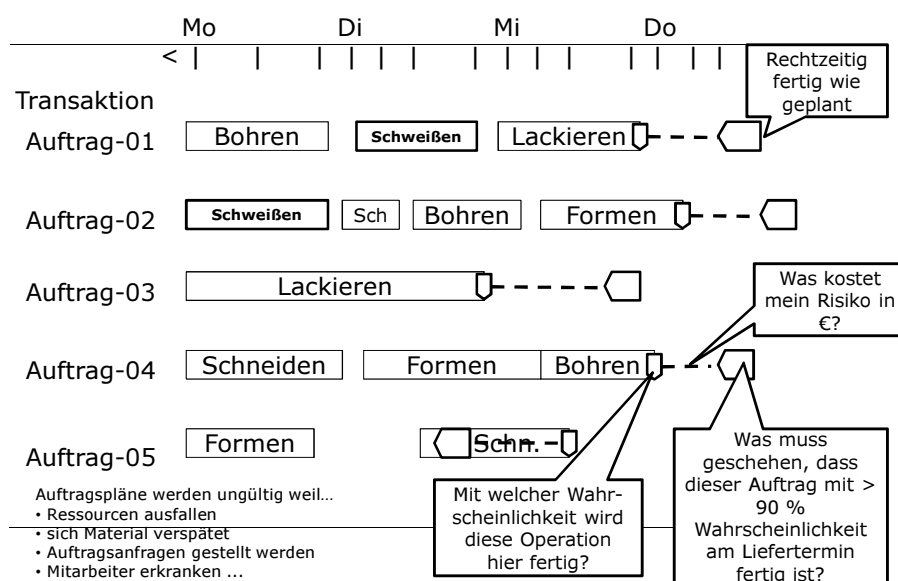 Mo Di Mi Do
<
Rechtzeitig
fertig wie
geplant
Transaktion
Auftrag-01 Bohren Schweißen Lackieren
Auftrag-02 Schweißen Sch Bohren Formen
Auftrag-03 Lackieren
Was kostet
mein Risiko in
€?
Auftrag-04 Schneiden Formen Bohren
Auftrag-05 Formen Schn.
Mit welcher Wahr-
scheinlichkeit wird
diese Operation
hier fertig?
Was muss
geschehen, dass
dieser Auftrag mit >
90 %
Wahrscheinlichkeit
am Liefertermin
fertig ist?
Auftragspläne werden ungültig weil…
• Ressourcen ausfallen
• sich Material verspätet
• Auftragsanfragen gestellt werden
• Mitarbeiter erkranken …